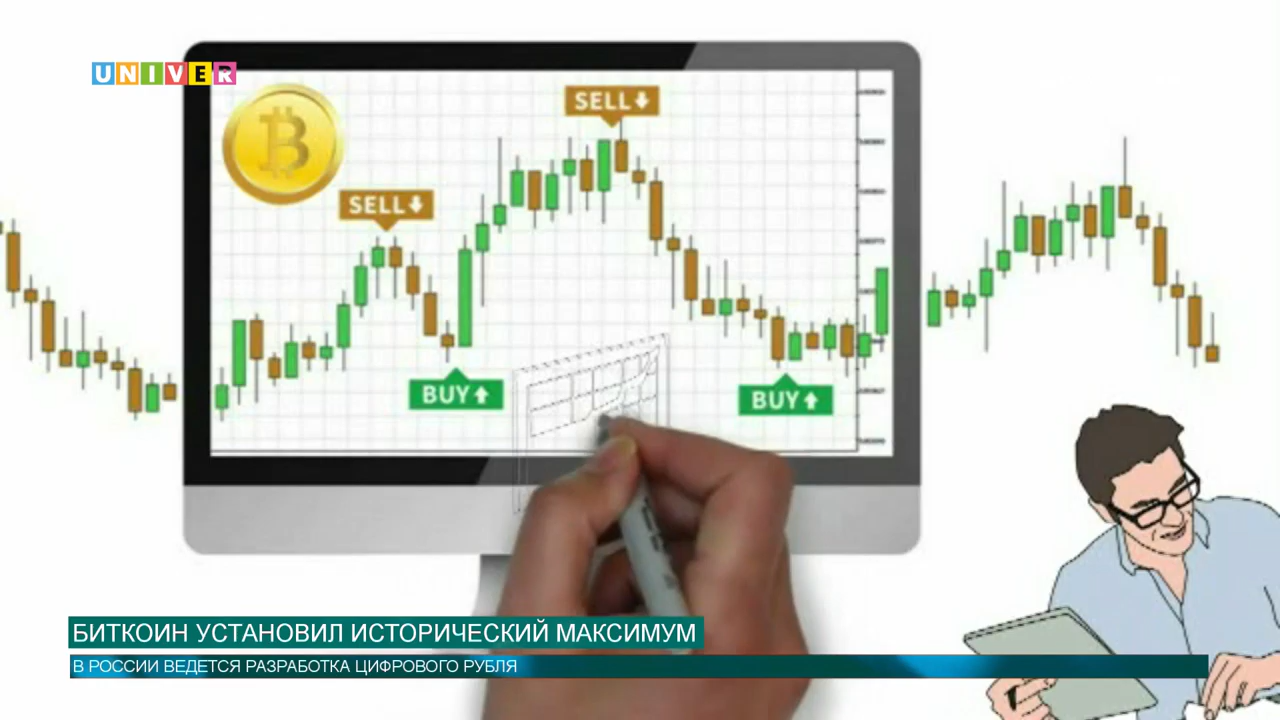 UNIVER
SELL
SELL
BUY
BUY
БИТКОИН УСТАНОВИЛ ИСТОРИЧЕСКИЙ МАКСИМУМ
В РОССИИ ВЕДЕТСЯ РАЗРАБОТКА ЦИФРОВОГО РУБЛЯ